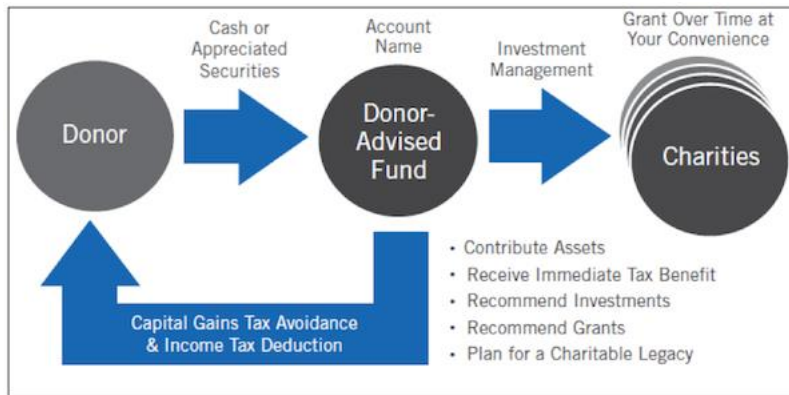 Cash or
Appreciated
Securities
Account
Name
Investment
Management
Grant Over Time at
Your Convenience
Donor
Donor-
Advised
Fund
Charities
Capital Gains Tax Avoidance
& Income Tax Deduction
• Contribute Assets
• Receive Immediate Tax Benefit
• Recommend Investments
• Recommend Grants
• Plan for a Charitable Legacy